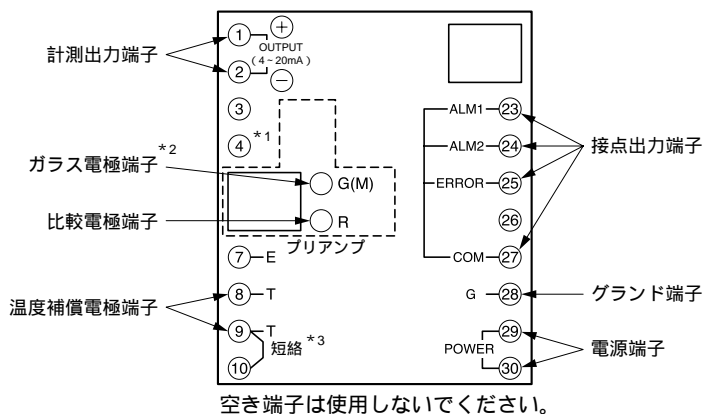 計測出力端子
1
2
+
OUTPUT
(4~20mA)
−
3
4
*1
ガラス電極端子*2
G(M)
比較電極端子
R
プリアンプ
7 E
温度補償電極端子
8 T
9 T
短絡*3
10
ALM1 23
ALM2 24
ERROR 25
26
COM 27
接点出力端子
G 28
グランド端子
29
POWER
30
電源端子
空き端子は使用しないでください。